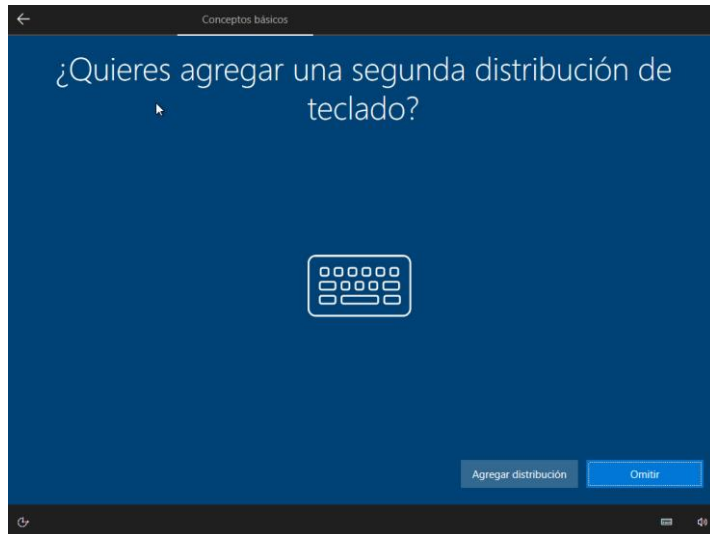 Conceptos básicos
¿Quieres agregar una segunda distribución de
teclado?
Agregar distribución
Omitir